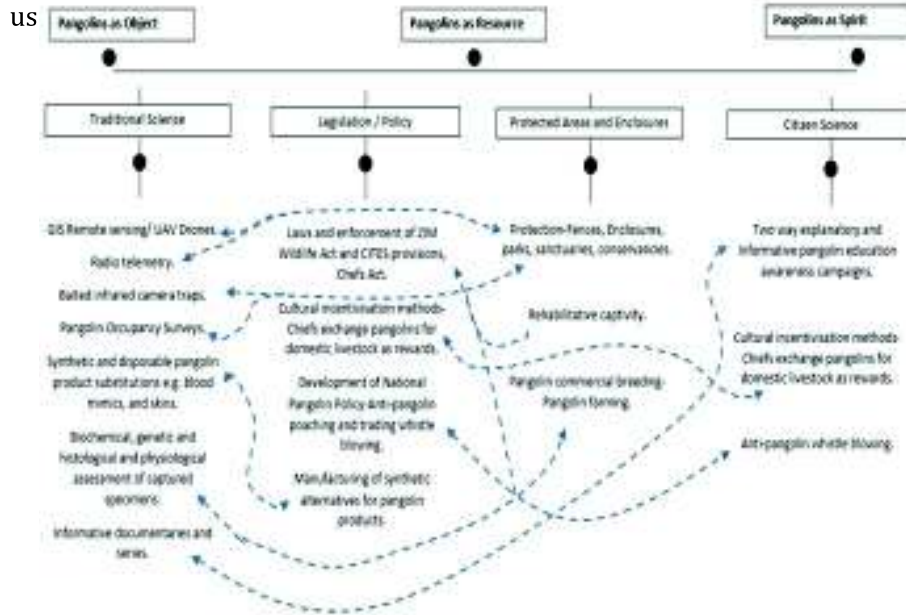 us
Pangolins as Object
Pangolins as Resource
Pangolins as Spirit
Traditional Science
Legislation / Policy
Protected Areas and Enclosures
Citizen Science
GIS Remote sensing/ UAV Drones.
Radio telemetry.
Baited infrared camera traps.
Pangolin Occupancy Surveys.
Synthetic and disposable pangolin
product substitutions e.g. blood
mimics, and skins.
Biochemical, genetic and
histological and physiological
assessment of captured
specimens
Informative documentaries and
series.
Laws and enforcement of ZIM
Wildlife Act and CITES provisions,
Chiefs Act.
Cultural incentivisation methods-
Chiefs exchange pangolins for
domestic livestock as rewards.
Development of National
Pangolin Policy Anti-pangolin
poaching and trading whistle
blowing.
Manufacturing of synthetic
alternatives for pangolin
products
Protection-Fences, Enclosures,
parks, sanctuaries, conservancies.
Rehabilitative captivity.
Pangolin commercial breeding-
Pangolin farming.
Two way explanatory and
informative pangolin education
awareness campaigns.
Cultural incentivisation methods
Chiefs exchange pangolins for
domestic livestock as rewards.
Anti-pangolin whistle blowing.